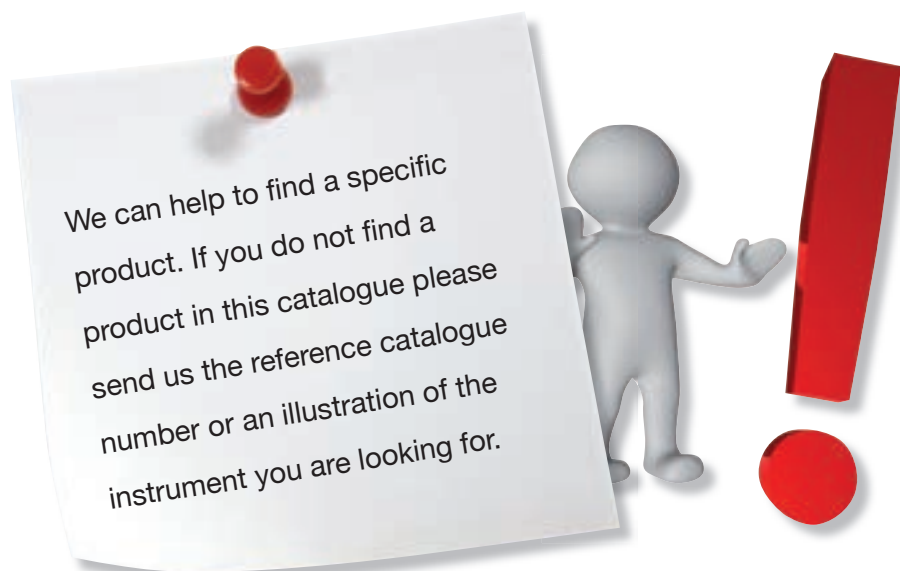 We can help to find a specific
product. If you do not find a
product in this catalogue please
send us the reference catalogue
number or an illustration of the
instrument you are looking for.